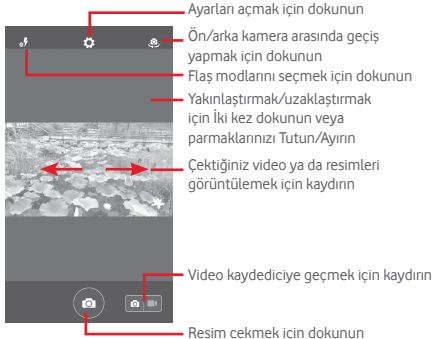 Ayarları açmak için dokunun
Ön/arka kamera arasında geçiş
yapmak için dokunun
Flaş modlarını seçmek için dokunun
Yakınlaştırmak/uzaklaştırmak
için İki kez dokunun veya
parmaklarınızı Tutun/Ayırın
Çektiğiniz video ya da resimleri
görüntülemek için kaydırın
Video kaydediciye geçmek için kaydırın
Resim cekmek için dokunun